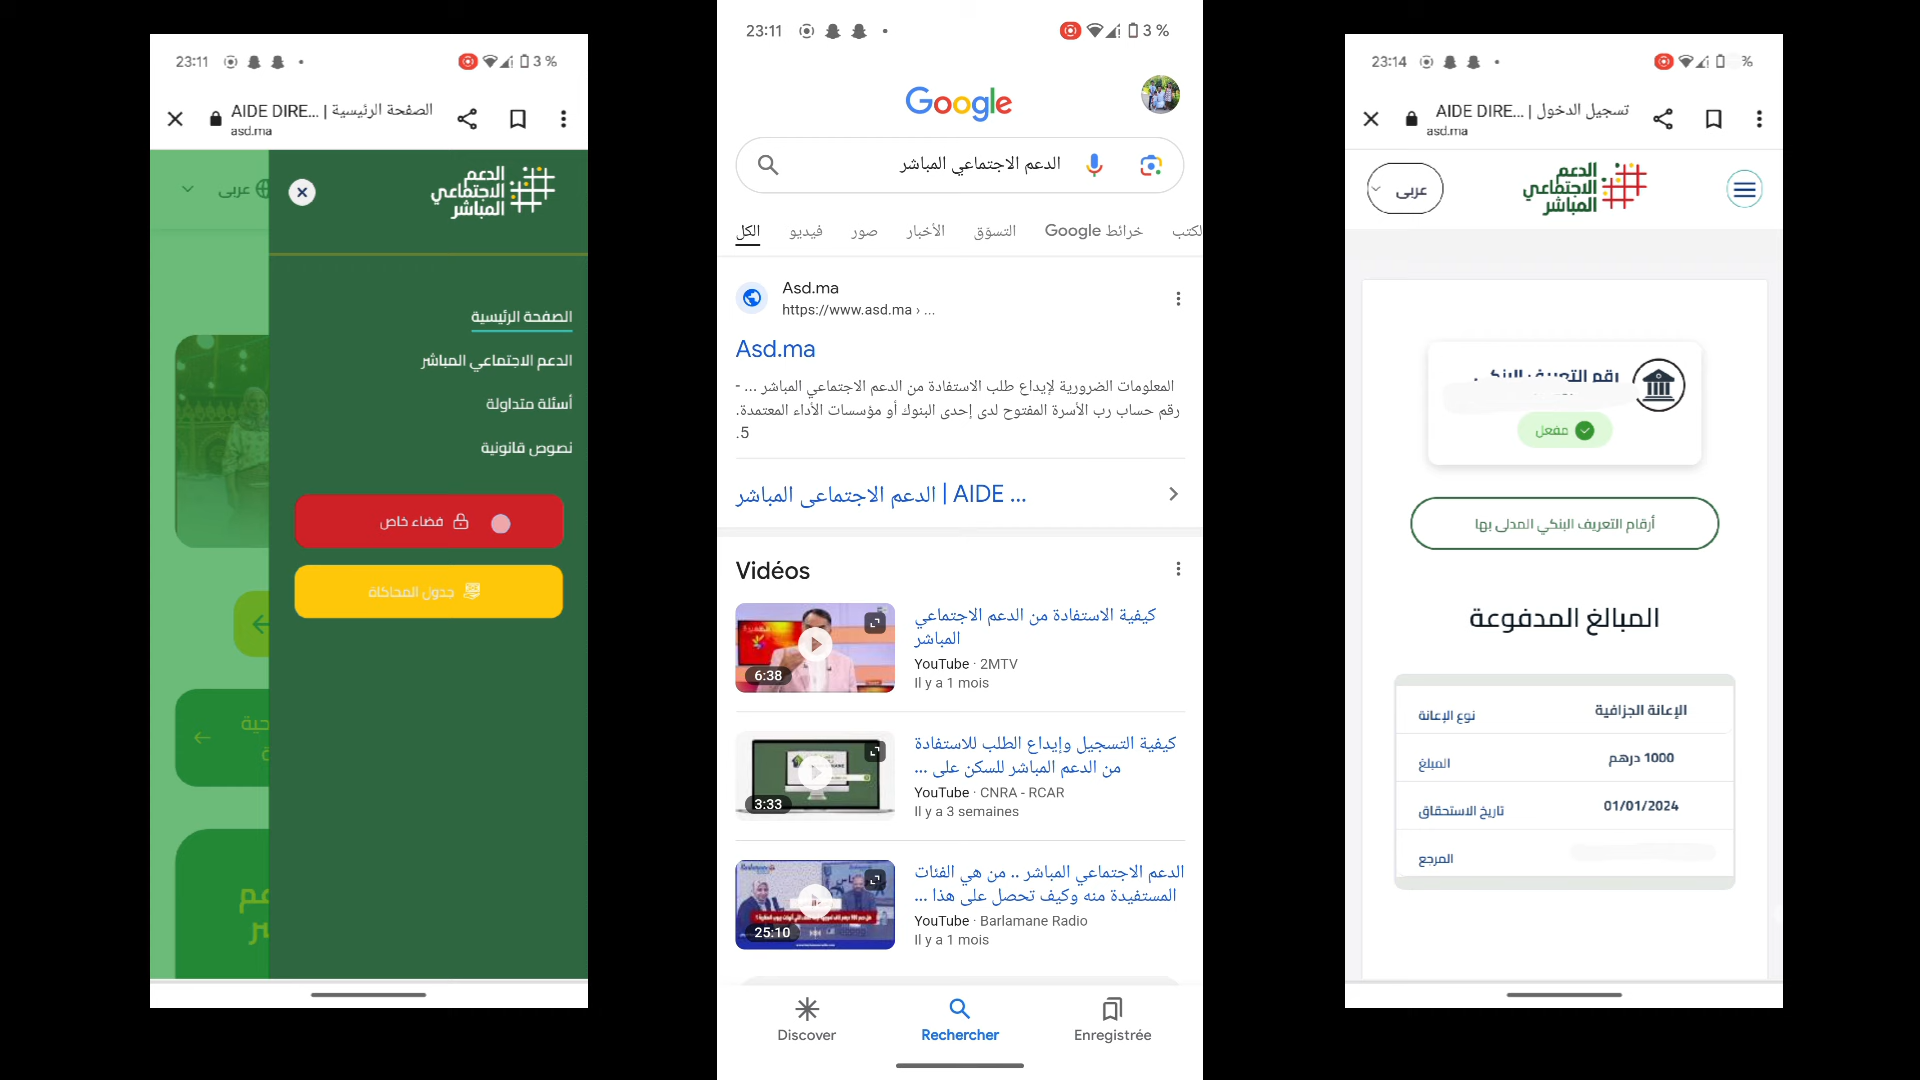 23:11
3 %
AIDE DIRE... | الصفحة الرئيسية
asd.ma
عربي
الدعم
الاجتماعي
المباشر
الصفحة الرئيسية
الدعم الاجتماعي المباشر
أسئلة متداولة
نصوص قانونية
فضاء خاص
جدول المحاكاة
23:11
3 %
Google
الدعم الاجتماعي المباشر
الكل
فيديو
صور
الأخبار
التسوّق
خرائط Google
لكتب
Asd.ma
https://www.asd.ma › ...
Asd.ma
المعلومات الضرورية لإيداع طلب الاستفادة من الدعم الاجتماعي المباشر ... -
رقم حساب رب الأسرة المفتوح لدى إحدى البنوك أو مؤسسات الأداء المعتمدة.
5.
الدعم الاجتماعي المباشر | AIDE ...
Vidéos
6:38
كيفية الاستفادة من الدعم الاجتماعي
المباشر
YouTube · 2MTV
Il y a 1 mois
3:33
كيفية التسجيل وإيداع الطلب للاستفادة
من الدعم المباشر للسكن على ...
YouTube · CNRA - RCAR
Il y a 3 semaines
25:10
الدعم الاجتماعي المباشر .. من هي الفئات
المستفيدة منه وكيف تحصل على هذا ...
YouTube · Barlamane Radio
Il y a 1 mois
Discover
Rechercher
Enregistrée
23:14
%
AIDE DIRE... | تسجيل الدخول
asd.ma
عربي
الدعم
الاجتماعي
المباشر
رقم التعريف البنكي
مفعل
أرقام التعريف البنكي المدلى بها
المبالغ المدفوعة
نوع الإعانة
الإعانة الجزافية
المبلغ
1000 درهم
تاريخ الاستحقاق
01/01/2024
المرجع